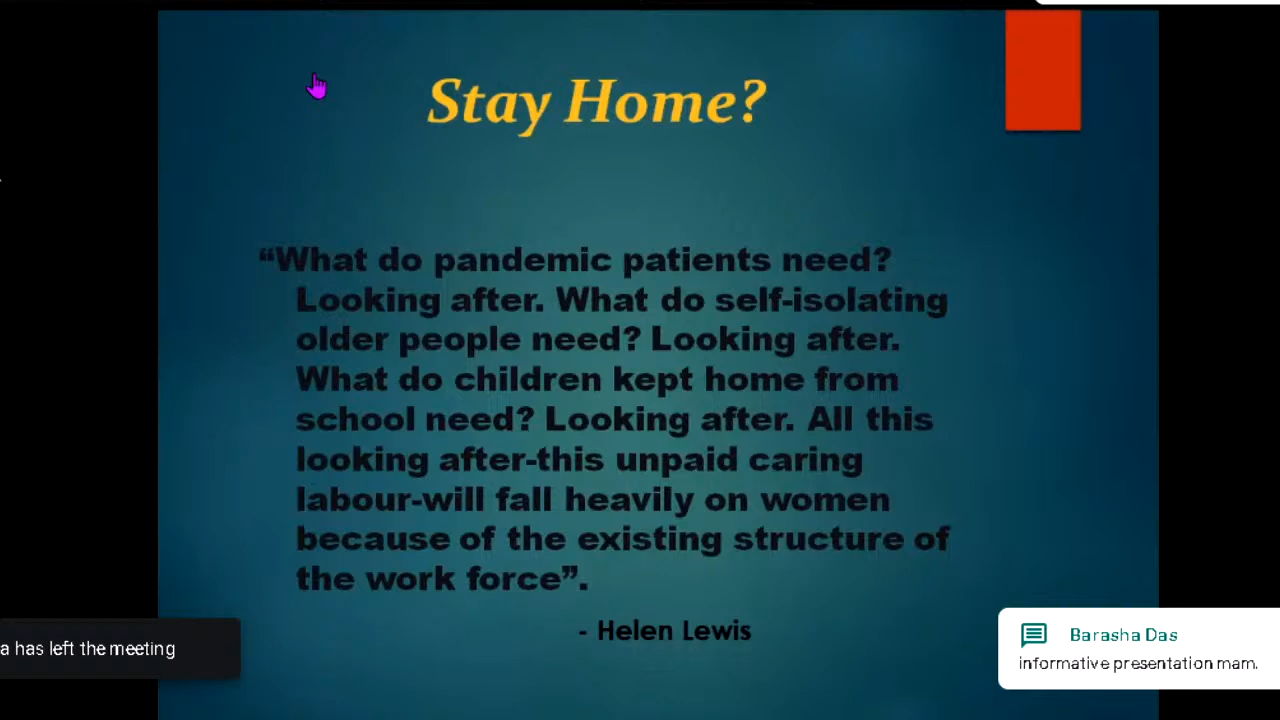 Stay Home?
“What do pandemic patients need?
Looking after. What do self-isolating
older people need? Looking after.
What do children kept home from
school need? Looking after. All this
looking after-this unpaid caring
labour-will fall heavily on women
because of the existing structure of
the work force”.
- Helen Lewis
a has left the meeting
Barasha Das
informative presentation mam.